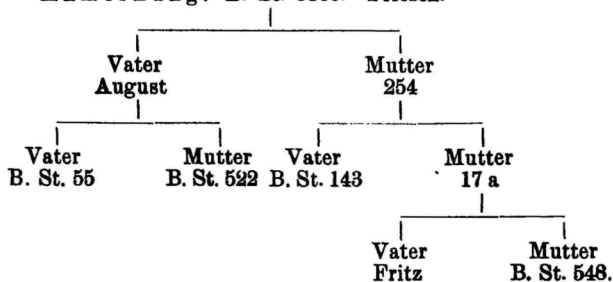 Vater Mutter
August 254
Vater Mutter Vater Mutter
B. St. 55 B. St. 522 B. St. 143 17 a
Vater Mutter
Fritz B. St. 548.